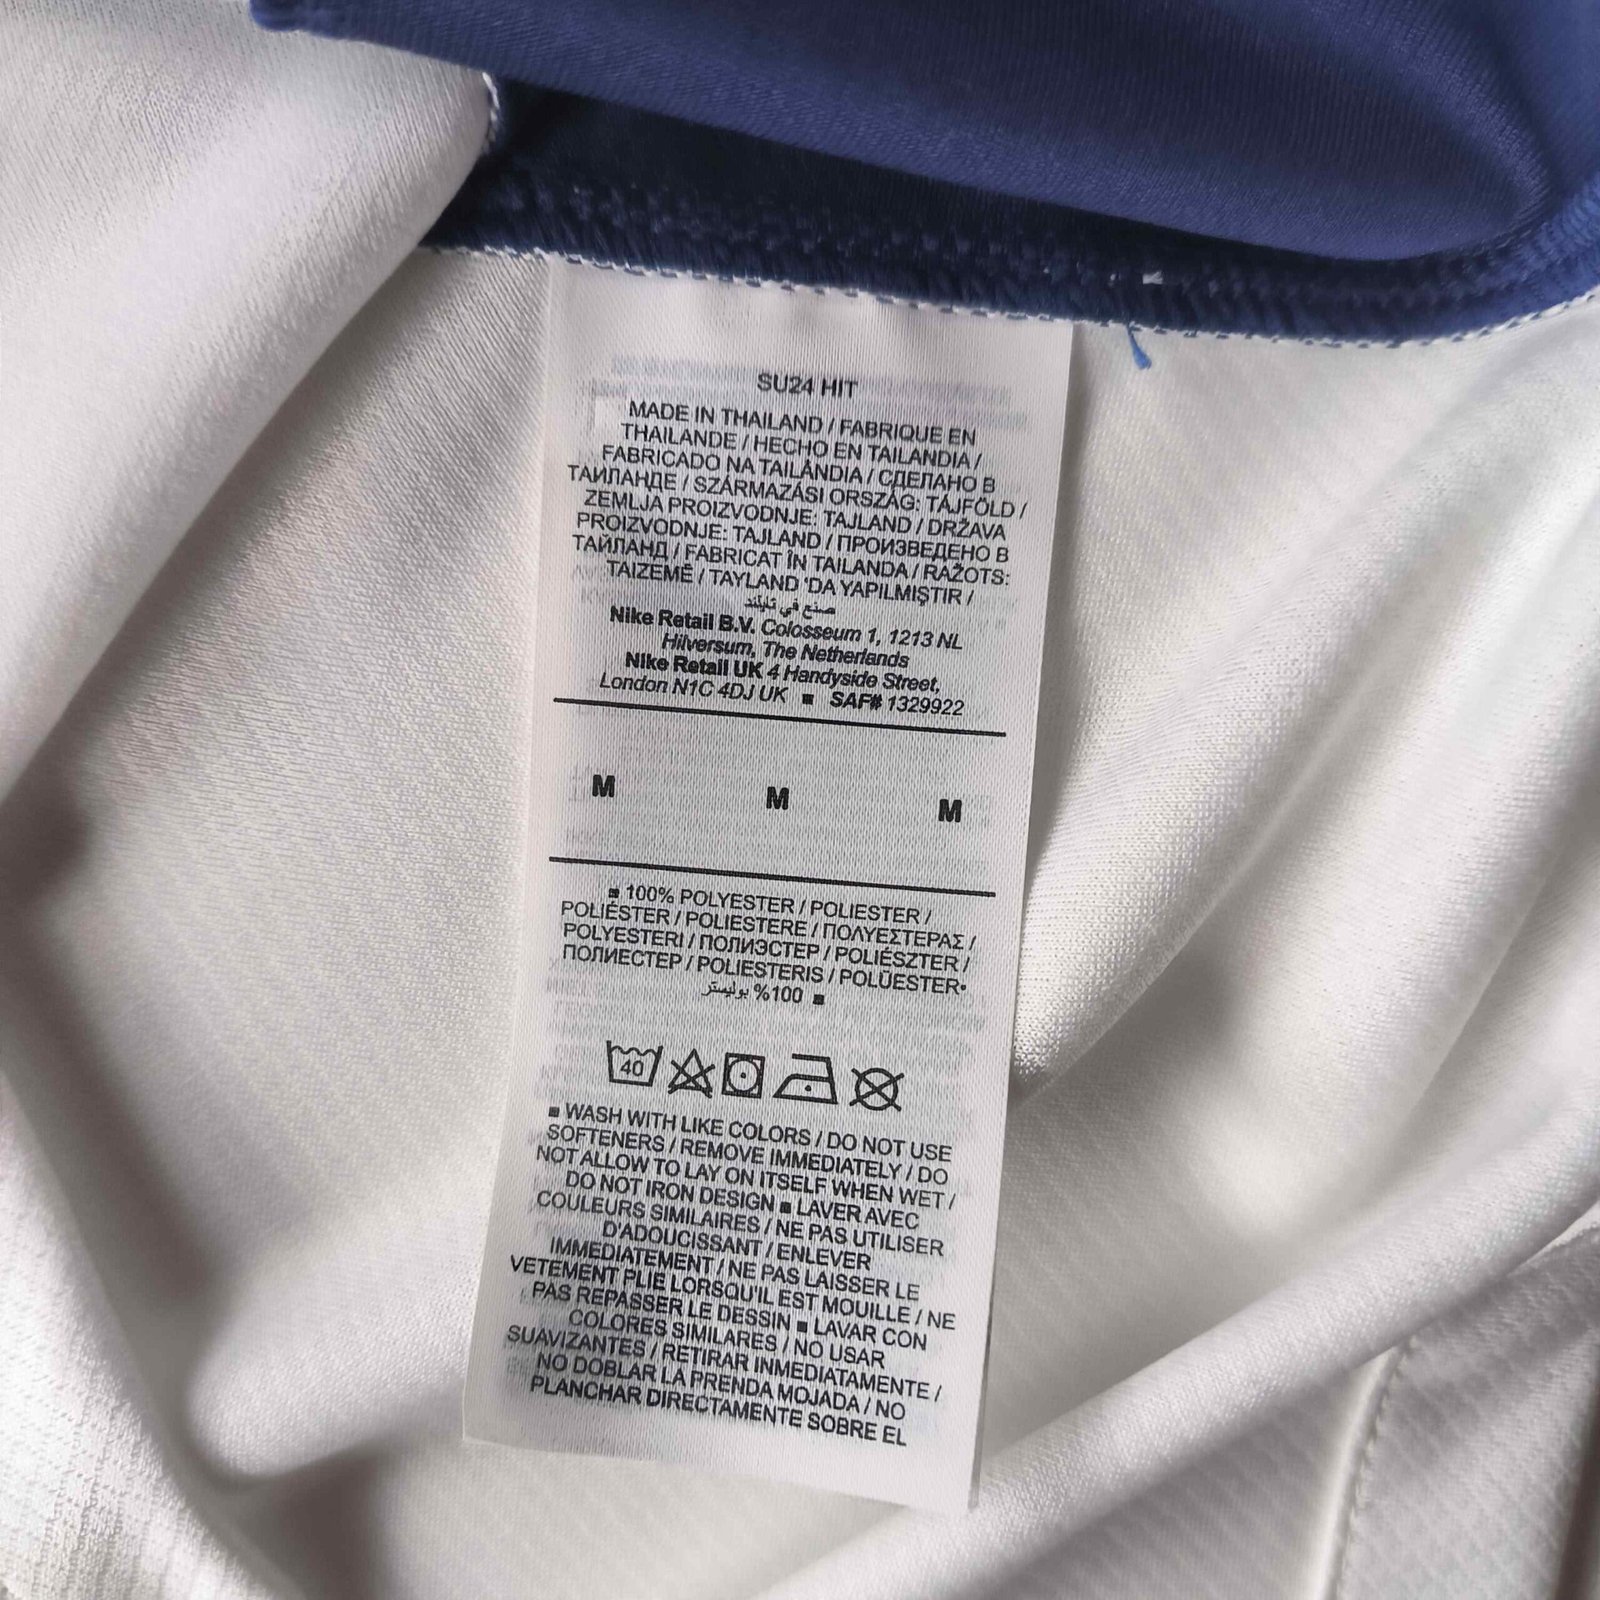 SU24 HIT
MADE IN THAILAND / FABRIQUE EN
THAILANDE / HECHO EN TAILANDIA /
FABRICADO NA TAILÂNDIA / СДЕЛАНО В
ТАИЛАНДЕ / SZÁRMAZÁSI ORSZÁG: TÁJFÖLD /
ZEMLJA PROIZVODNJE: TAJLAND / DRŽAVA
PROIZVODNJE: TAJLAND / ПРОИЗВЕДЕНО В
ТАЙЛАНД / FABRICAT ÎN TAILANDA / RAŽOTS:
TAIZEMĒ / TAYLAND 'DA YAPILMIŞTIR /
صنع في تايلند
Nike Retail B.V. Colosseum 1, 1213 NL
Hilversum, The Netherlands
Nike Retail UK 4 Handyside Street,
London N1C 4DJ UK ■ SAF# 1329922
M M M
■ 100% POLYESTER / POLIESTER /
POLIÉSTER / POLIESTERE / ΠΟΛΥΕΣΤΕΡΑΣ /
POLYESTERI / ПОЛИЭСТЕР / POLIÉSZTER /
ПОЛИЕСТЕР / POLIESTERIS / POLÜESTER•
%100 بوليستر ■
40
■ WASH WITH LIKE COLORS / DO NOT USE
SOFTENERS / REMOVE IMMEDIATELY / DO
NOT ALLOW TO LAY ON ITSELF WHEN WET /
DO NOT IRON DESIGN ■ LAVER AVEC
COULEURS SIMILAIRES / NE PAS UTILISER
D'ADOUCISSANT / ENLEVER
IMMEDIATEMENT / NE PAS LAISSER LE
VETEMENT PLIE LORSQU'IL EST MOUILLE / NE
PAS REPASSER LE DESSIN ■ LAVAR CON
COLORES SIMILARES / NO USAR
SUAVIZANTES / RETIRAR INMEDIATAMENTE /
NO DOBLAR LA PRENDA MOJADA / NO
PLANCHAR DIRECTAMENTE SOBRE EL